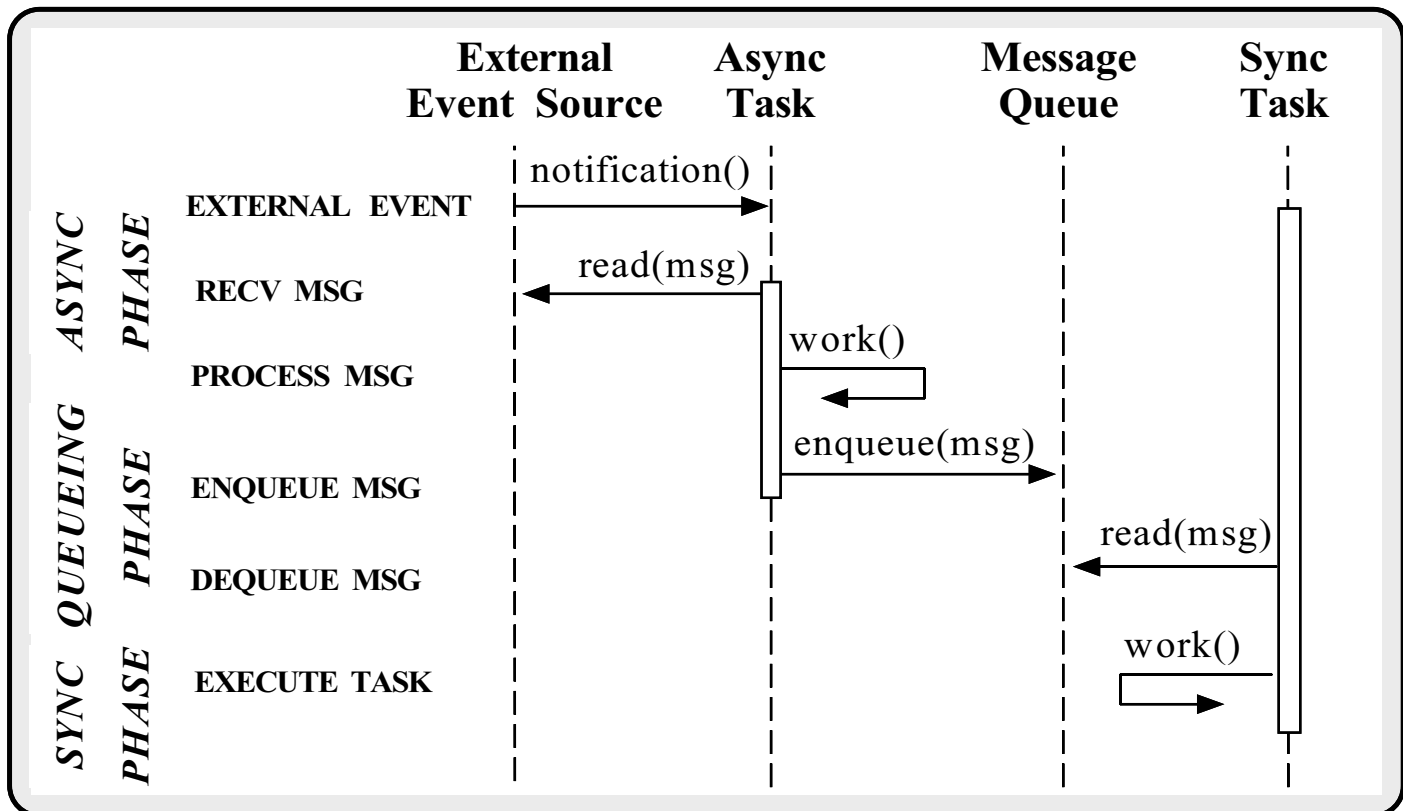 External
Event Source
Async
Task
Message
Queue
Sync
Task
notification()
EXTERNAL EVENT
read(msg)
RECV MSG
work()
PROCESS MSG
enqueue(msg)
ENQUEUE MSG
read(msg)
DEQUEUE MSG
work()
EXECUTE TASK
ASYNC
PHASE
QUEUEING
PHASE
SYNC
PHASE